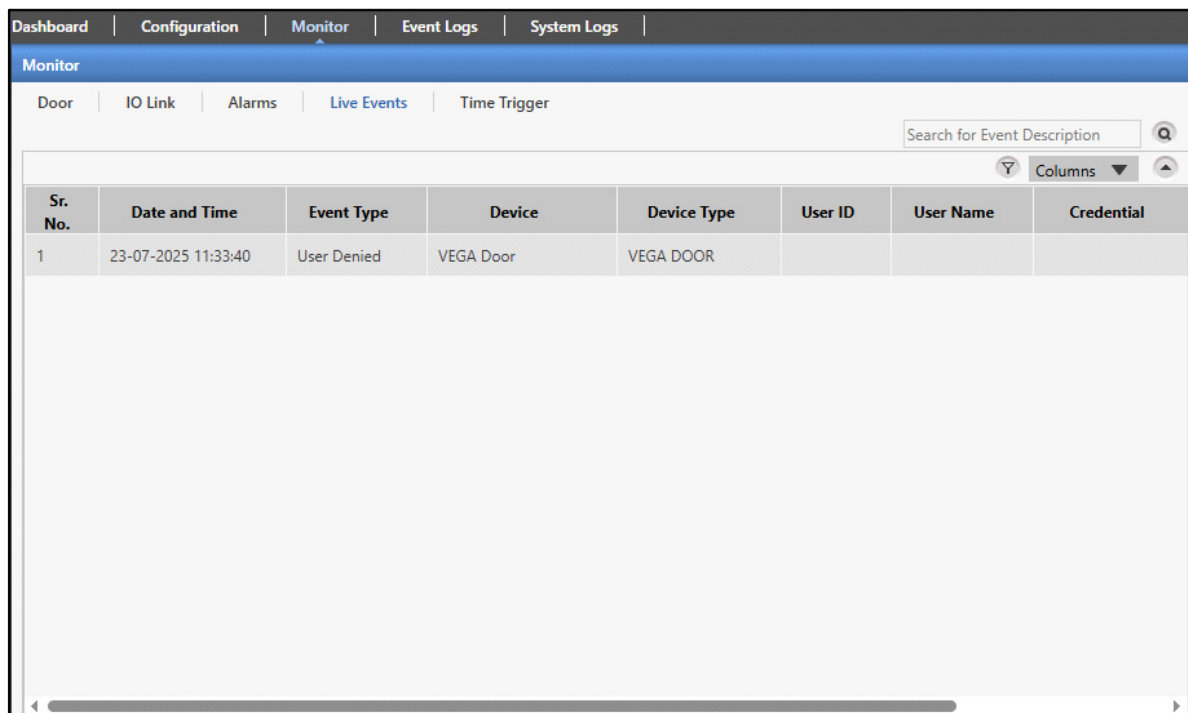 Dashboard Configuration Monitor Event Logs System Logs
Monitor
Door IO Link Alarms Live Events Time Trigger
Search for Event Description
Columns
Sr. No. Date and Time Event Type Device Device Type User ID User Name Credential
1 23-07-2025 11:33:40 User Denied VEGA Door VEGA DOOR